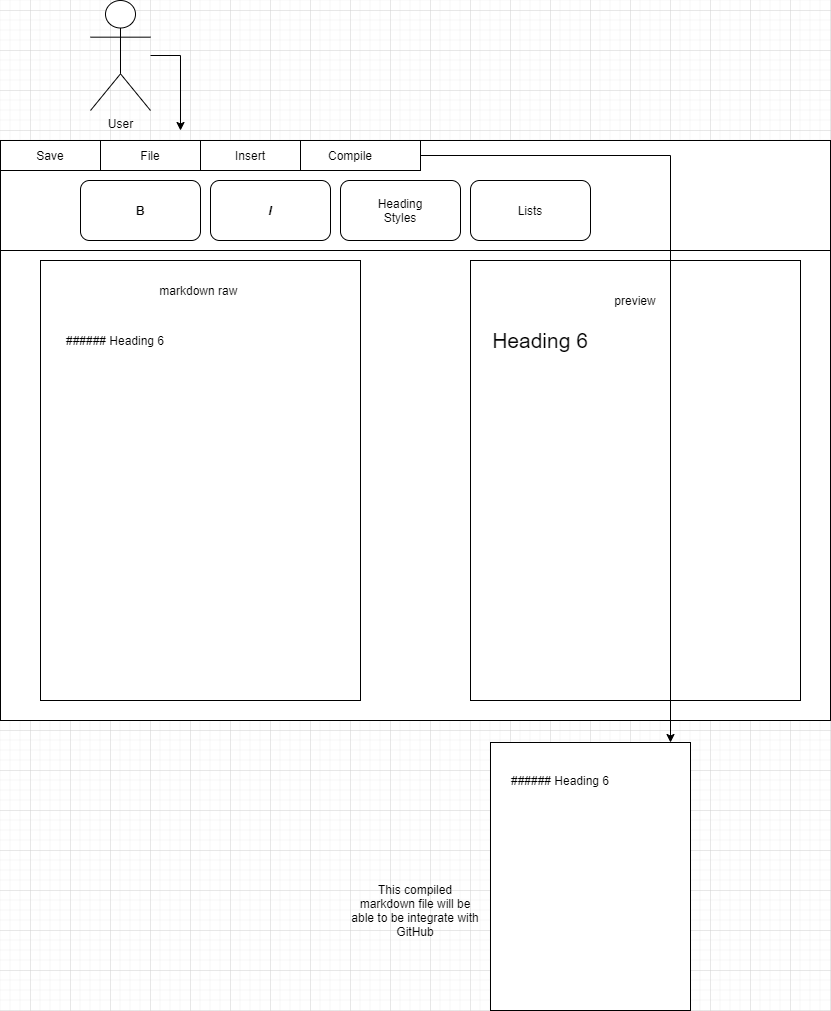 User
Save
File
Insert
Compile
B
I
Heading
Styles
Lists
markdown raw
preview
###### Heading 6
Heading 6
###### Heading 6
This compiled
markdown file will be
able to be integrate with
GitHub